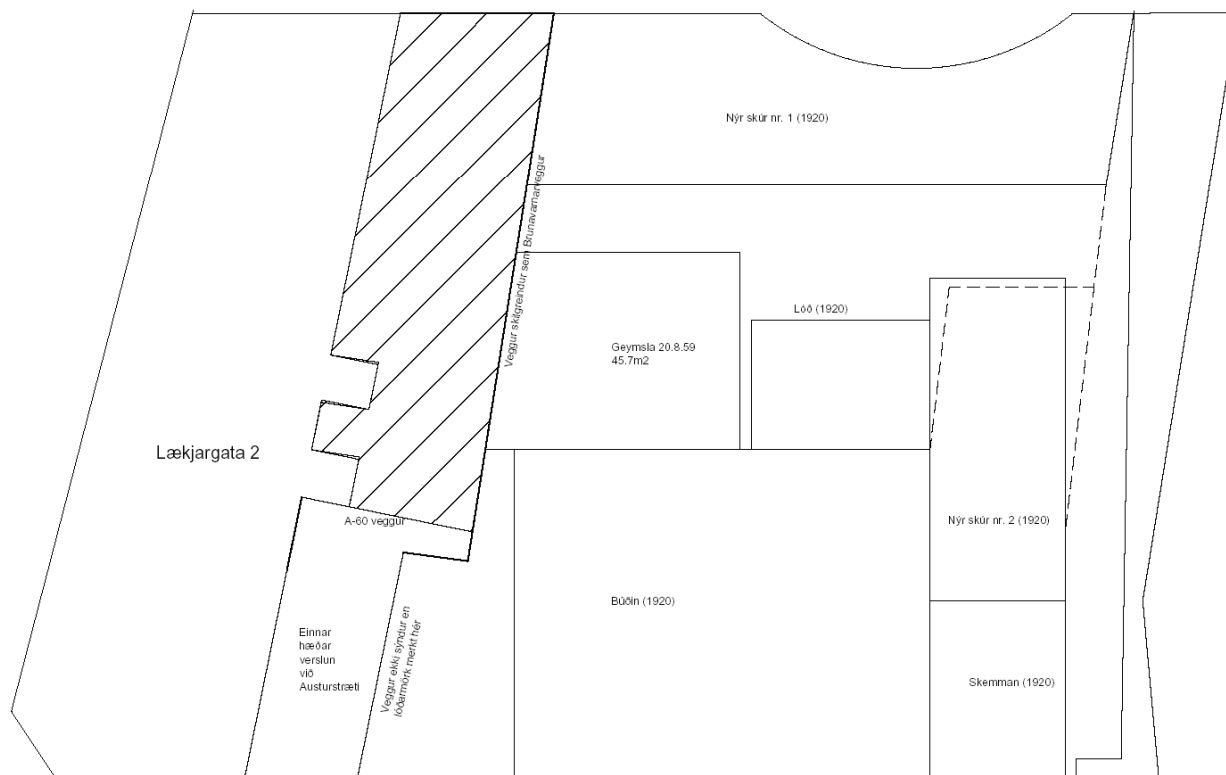 Nýr skúr nr. 1 (1920)
Veggur skilgreindur sem Brunavarnarveggur
Lóð (1920)
Geymsla 20.8.59
45.7m2
Lækjargata 2
A-60 veggur
Nýr skúr nr. 2 (1920)
Búðin (1920)
Einnar
hæðar
verslun
við
Austurstræti
Veggur ekki sýndur en
lóðarmörk merkt hér
Skemman (1920)